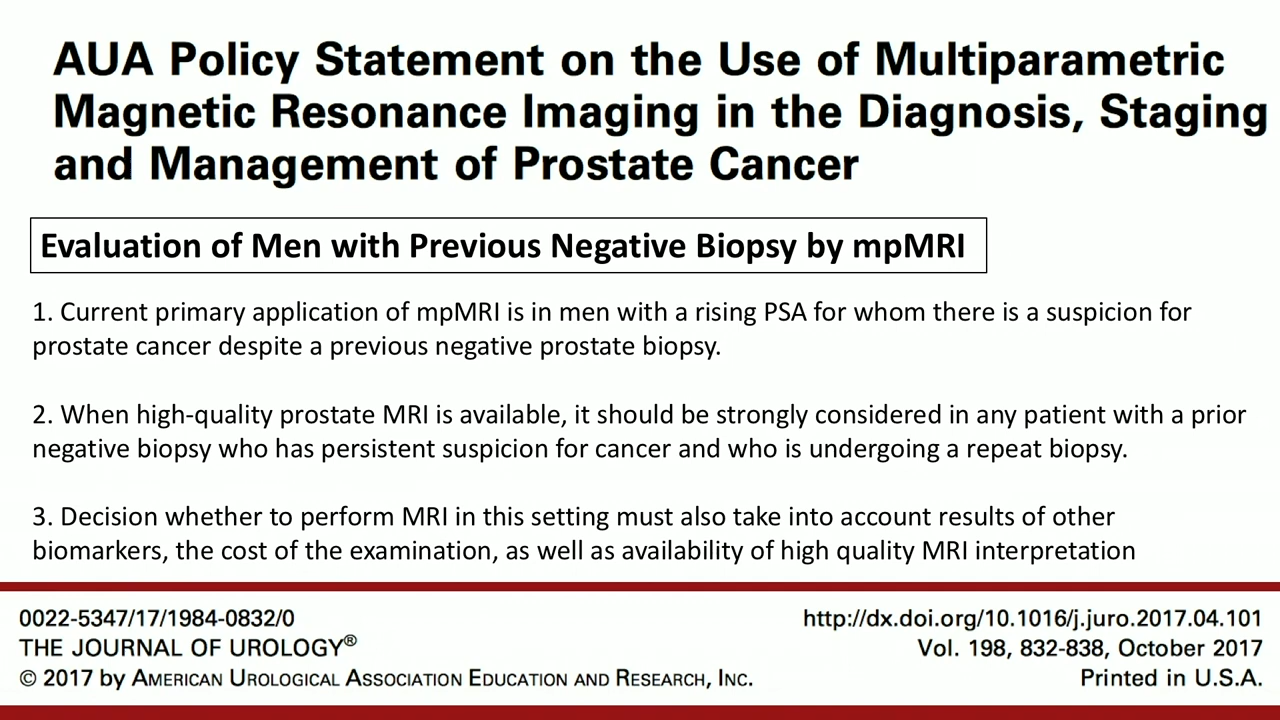 AUA Policy Statement on the Use of Multiparametric
Magnetic Resonance Imaging in the Diagnosis, Staging
and Management of Prostate Cancer
Evaluation of Men with Previous Negative Biopsy by mpMRI
1. Current primary application of mpMRI is in men with a rising PSA for whom there is a suspicion for
prostate cancer despite a previous negative prostate biopsy.
2. When high-quality prostate MRI is available, it should be strongly considered in any patient with a prior
negative biopsy who has persistent suspicion for cancer and who is undergoing a repeat biopsy.
3. Decision whether to perform MRI in this setting must also take into account results of other
biomarkers, the cost of the examination, as well as availability of high quality MRI interpretation
0022-5347/17/1984-0832/0
THE JOURNAL OF UROLOGY®
© 2017 by AMERICAN UROLOGICAL ASSOCIATION EDUCATION AND RESEARCH, INC.
http://dx.doi.org/10.1016/j.juro.2017.04.101
Vol. 198, 832-838, October 2017
Printed in U.S.A.